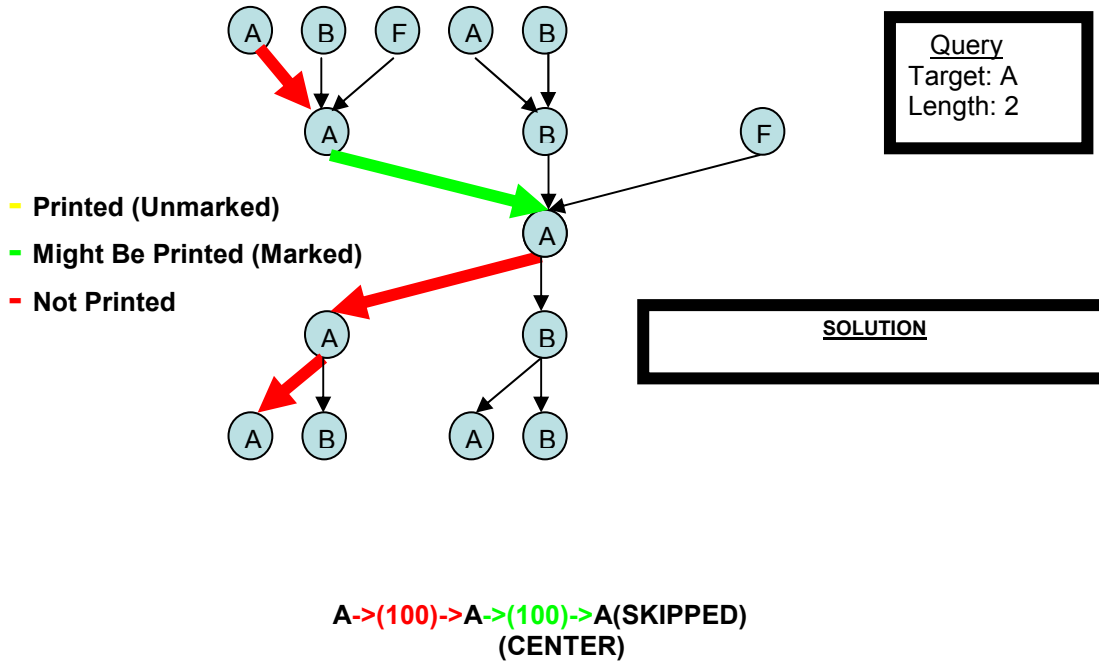 A B F A B
Query
Target: A
Length: 2
A B F
- Printed (Unmarked)
- Might Be Printed (Marked)
- Not Printed
A
A B
SOLUTION
A B A B
A->(100)->A->(100)->A(SKIPPED)
(CENTER)